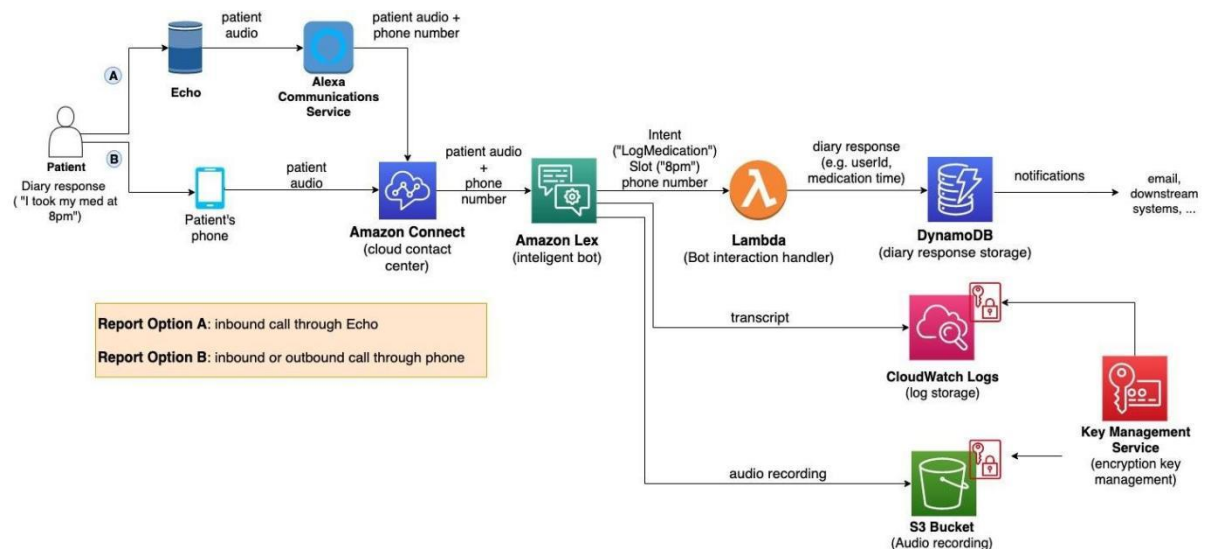 patient
audio
patient audio +
phone number
A
Echo
Alexa
Communications
Service
Patient
Diary response
( "I took my med at
8pm")
B
Patient's
phone
patient
audio
Amazon Connect
(cloud contact
center)
patient audio
+
phone
number
Amazon Lex
(inteligent bot)
Intent
("LogMedication")
Slot ("8pm")
phone number
Lambda
(Bot interaction handler)
diary response
(e.g. userId,
medication time)
DynamoDB
(diary response storage)
notifications
email,
downstream
systems, ...
Report Option A: inbound call through Echo
Report Option B: inbound or outbound call through phone
transcript
CloudWatch Logs
(log storage)
Key Management
Service
(encryption key
management)
audio recording
S3 Bucket
(Audio recording)